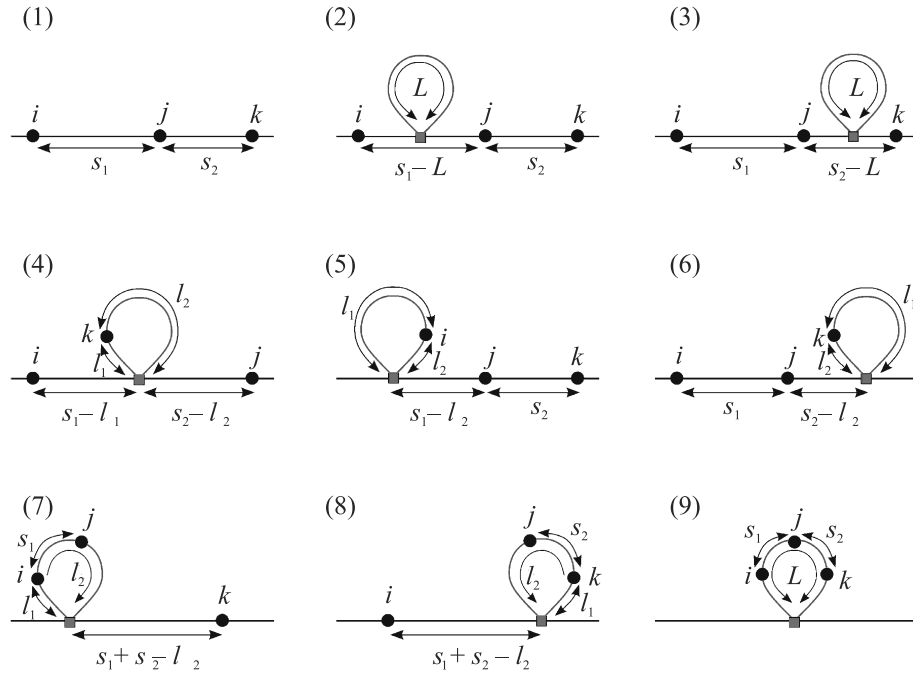 (1) (2) (3)
L L
i j k i j k i j k
s1 s2 s1 – L s2 s1 s2 – L
(4) (5) (6)
l2 l1 l1
k i k
i l1 j l2 j k i j l2
s1 – l1 s2 – l2 s1 – l2 s2 s1 s2 – l2
(7) (8) (9)
j j j
s1 s2 s1 s2
i l2 k l2 k i L k
l1 i l1
s1 + s2 – l2 s1 + s2 – l2